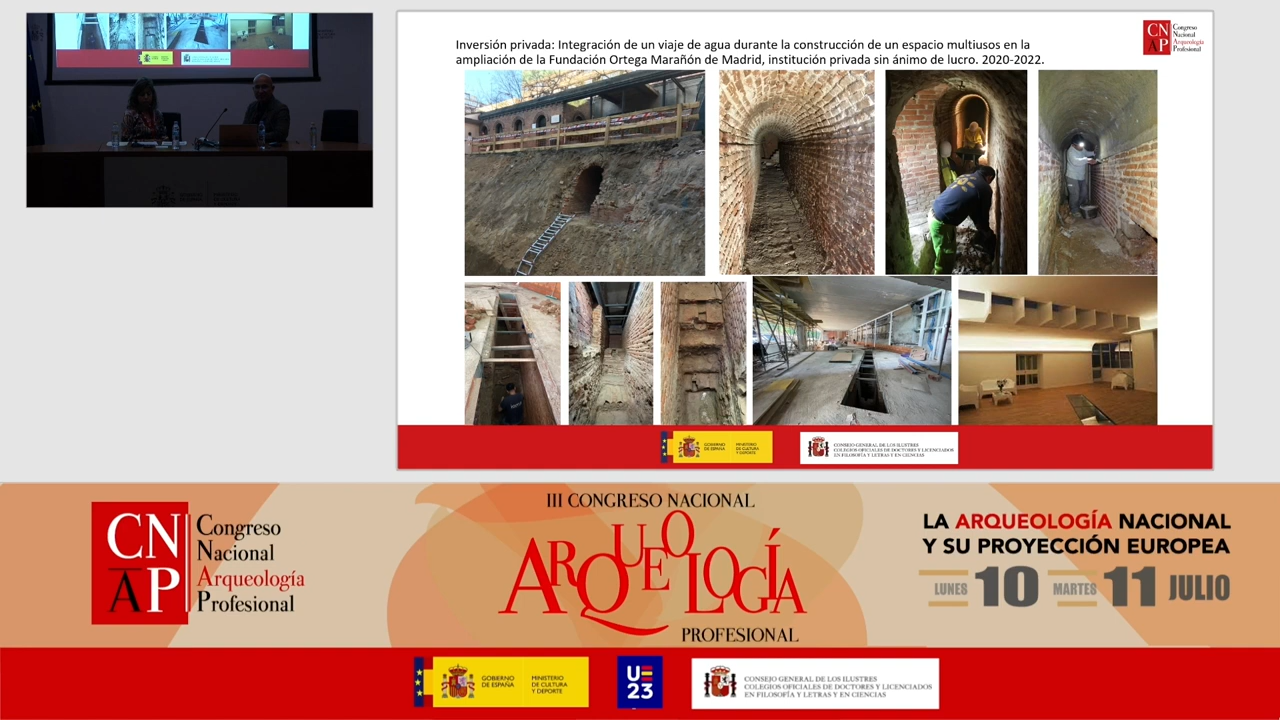 Inversión privada: Integración de un viaje de agua durante la construcción de un espacio multiusos en la
ampliación de la Fundación Ortega Marañón de Madrid, institución privada sin ánimo de lucro. 2020-2022.
CN
AP
Congreso
Nacional
Arqueología
Profesional
GOBIERNO
DE ESPAÑA
MINISTERIO
DE CULTURA
Y DEPORTE
CONSEJO GENERAL DE LOS ILUSTRES
COLEGIOS OFICIALES DE DOCTORES Y LICENCIADOS
EN FILOSOFÍA Y LETRAS Y EN CIENCIAS
CN
AP
Congreso
Nacional
Arqueología
Profesional
III CONGRESO NACIONAL
ARQUEOLOGÍA
PROFESIONAL
LA ARQUEOLOGÍA NACIONAL
Y SU PROYECCIÓN EUROPEA
LUNES 10 MARTES 11 JULIO
GOBIERNO
DE ESPAÑA
MINISTERIO
DE CULTURA
Y DEPORTE
UE
23
CONSEJO GENERAL DE LOS ILUSTRES
COLEGIOS OFICIALES DE DOCTORES Y LICENCIADOS
EN FILOSOFÍA Y LETRAS Y EN CIENCIAS